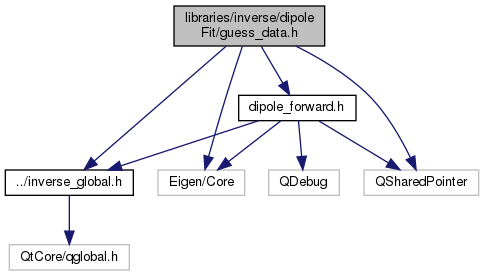 libraries/inverse/dipole
Fit/guess_data.h
dipole_forward.h
../inverse_global.h
Eigen/Core
QDebug
QSharedPointer
QtCore/qglobal.h